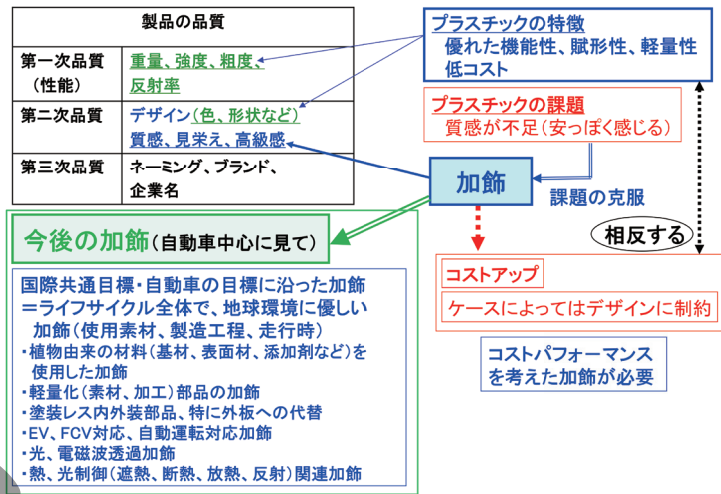 製品の品質
第一次品質
(性能)
重量、強度、粗度、
反射率
第二次品質
デザイン(色、形状など)
質感、見栄え、高級感
第三次品質
ネーミング、ブランド、
企業名
プラスチックの特徴
優れた機能性、賦形性、軽量性
低コスト
プラスチックの課題
質感が不足(安っぽく感じる)
加飾
課題の克服
相反する
コストアップ
ケースによってはデザインに制約
コストパフォーマンス
を考えた加飾が必要
今後の加飾(自動車中心に見て)
国際共通目標・自動車の目標に沿った加飾
=ライフサイクル全体で、地球環境に優しい
加飾(使用素材、製造工程、走行時)
・植物由来の材料(基材、表面材、添加剤など)を
使用した加飾
・軽量化(素材、加工)部品の加飾
・塗装レス内外装部品、特に外板への代替
・EV、FCV対応、自動運転対応加飾
・光、電磁波透過加飾
・熱、光制御(遮熱、断熱、放熱、反射)関連加飾